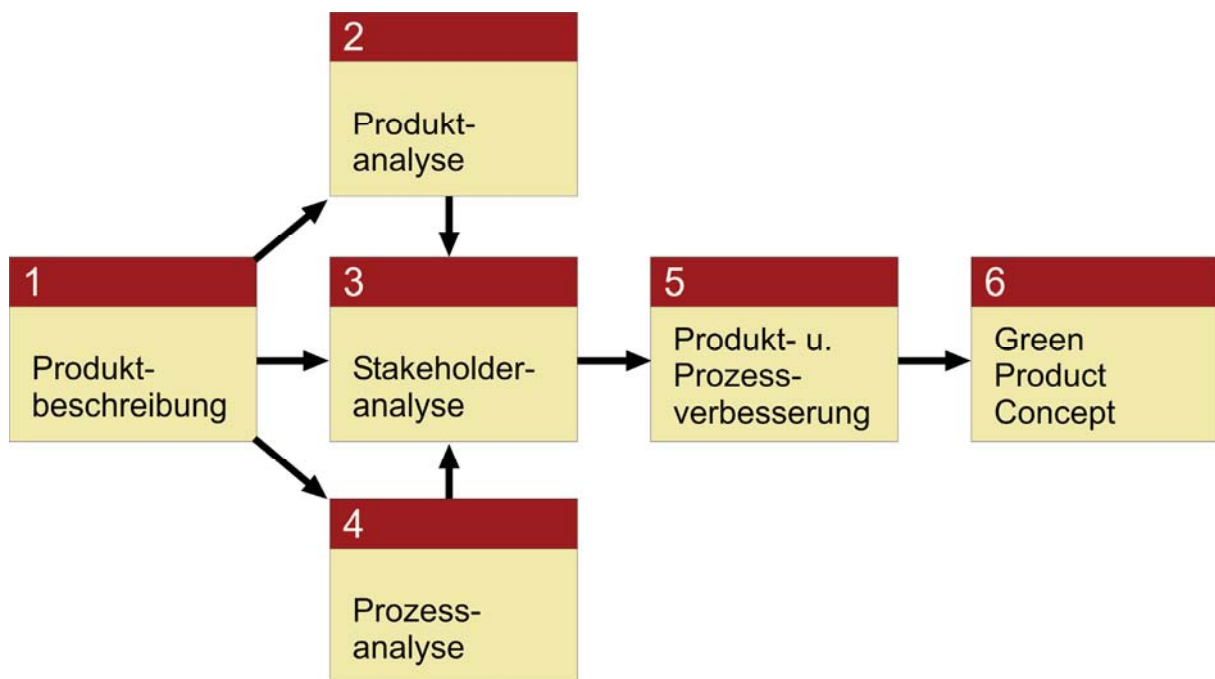 1
Produkt-
beschreibung
2
Produkt-
analyse
3
Stakeholder-
analyse
4
Prozess-
analyse
5
Produkt- u.
Prozess-
verbesserung
6
Green
Product
Concept